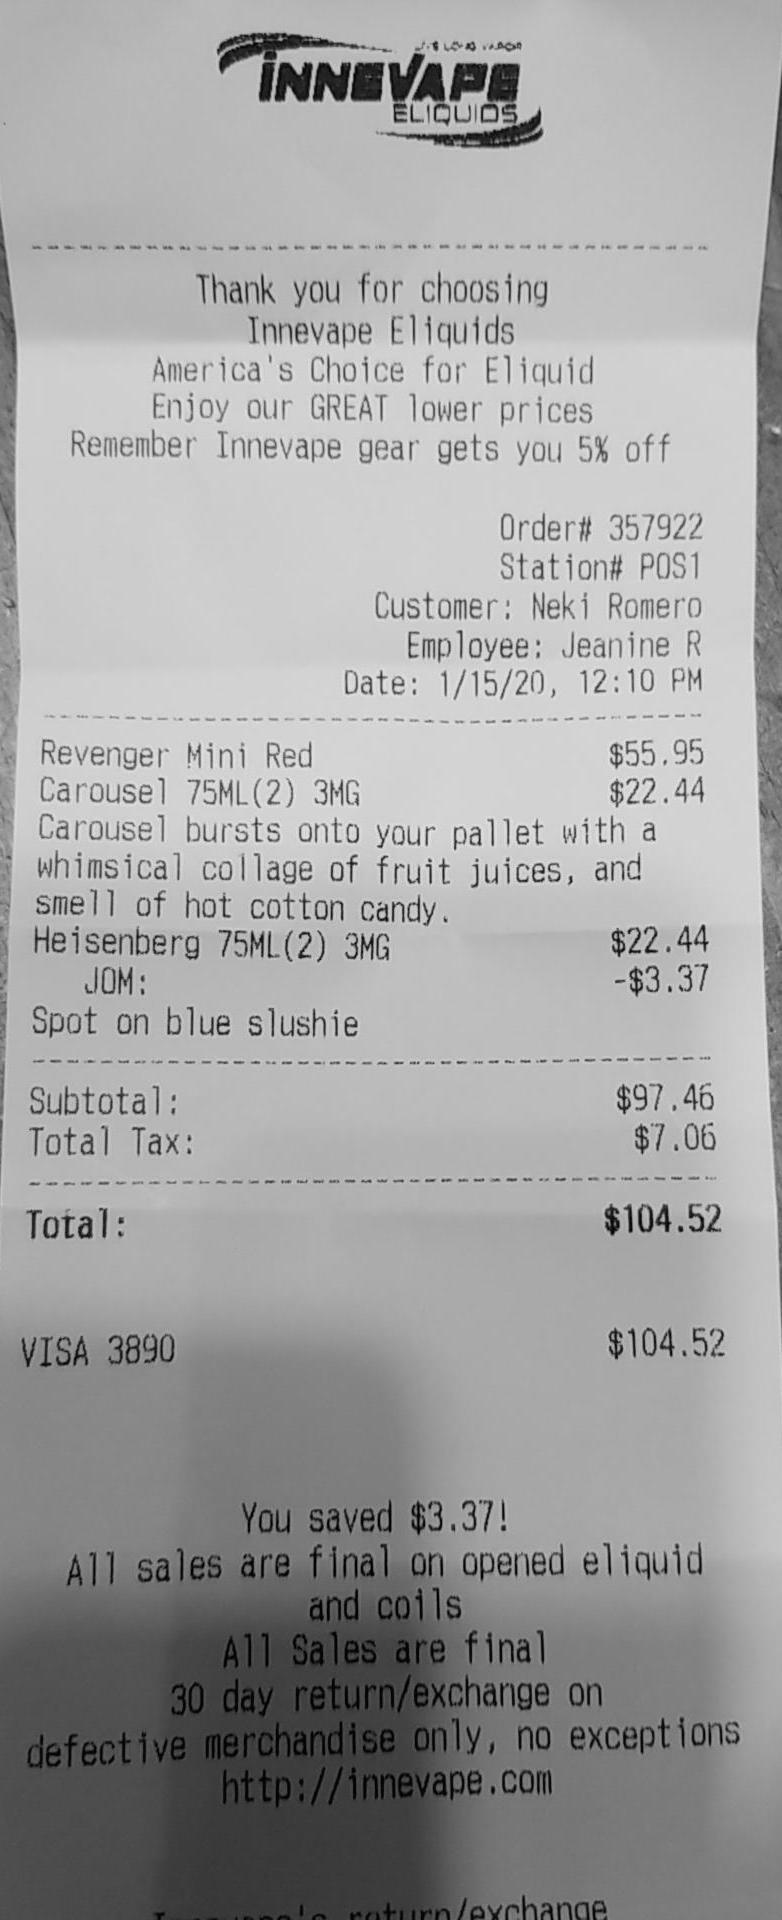 INNEVAPE
ELIQUIDS
Thank you for choosing
Innevape Eliquids
America's Choice for Eliquid
Enjoy our GREAT lower prices
Remember Innevape gear gets you 5% off
Order# 357922
Station# POS1
Customer: Neki Romero
Employee: Jeanine R
Date: 1/15/20, 12:10 PM
Revenger Mini Red $55.95
Carousel 75ML(2) 3MG $22.44
Carousel bursts onto your pallet with a
whimsical collage of fruit juices, and
smell of hot cotton candy.
Heisenberg 75ML(2) 3MG $22.44
JOM: -$3.37
Spot on blue slushie
Subtotal: $97.46
Total Tax: $7.06
Total: $104.52
VISA 3890 $104.52
You saved $3.37!
All sales are final on opened eliquid
and coils
All Sales are final
30 day return/exchange on
defective merchandise only, no exceptions
http://innevape.com
return/exchange